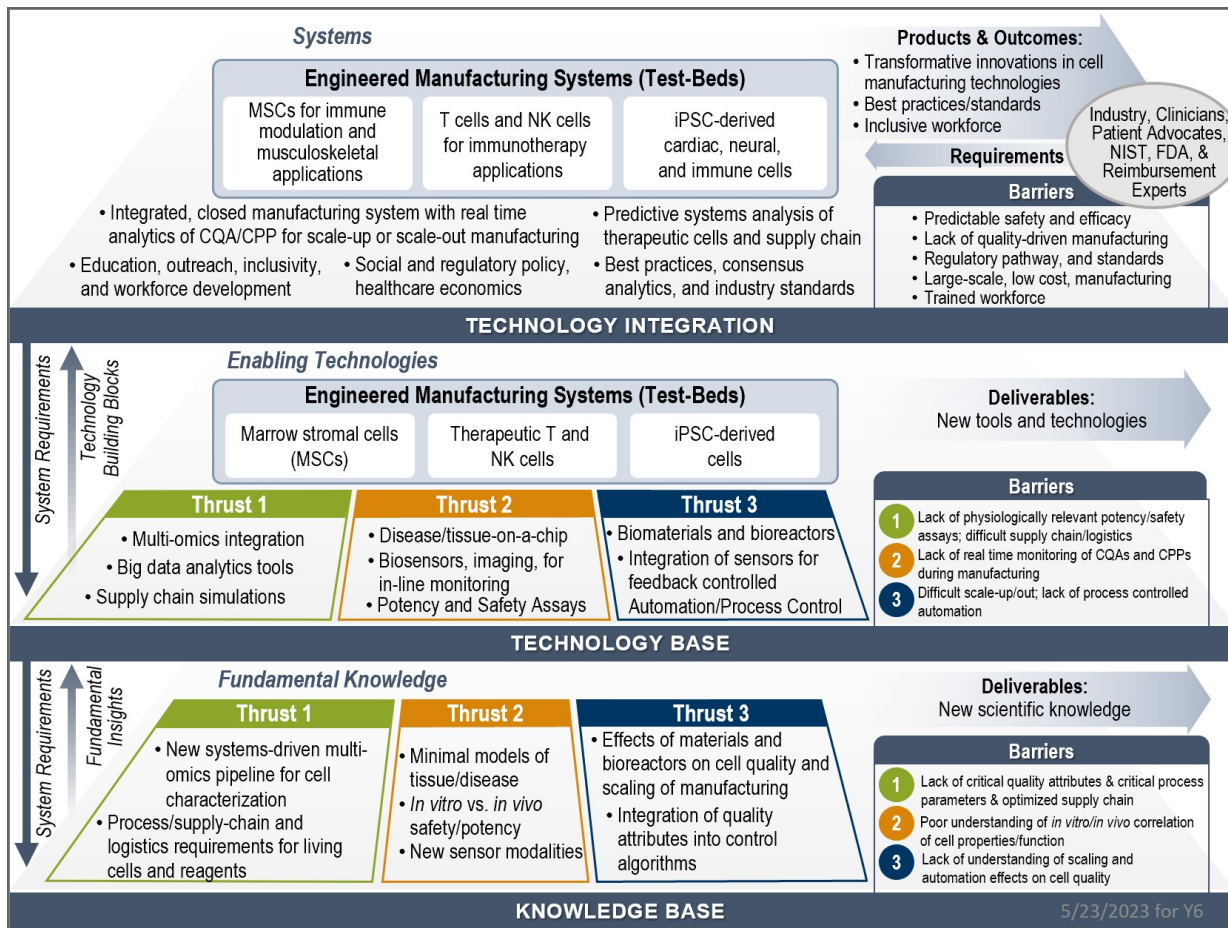 Systems
Engineered Manufacturing Systems (Test-Beds)
MSCs for immune
modulation and
musculoskeletal
applications
T cells and NK cells
for immunotherapy
applications
iPSC-derived
cardiac, neural,
and immune cells
• Integrated, closed manufacturing system with real time
analytics of CQA/CPP for scale-up or scale-out manufacturing
• Predictive systems analysis of
therapeutic cells and supply chain
• Education, outreach, inclusivity,
and workforce development
• Social and regulatory policy,
healthcare economics
• Best practices, consensus
analytics, and industry standards
Products & Outcomes:
• Transformative innovations in cell
manufacturing technologies
• Best practices/standards
• Inclusive workforce
Industry, Clinicians,
Patient Advocates,
NIST, FDA, &
Reimbursement
Experts
Requirements
Barriers
• Predictable safety and efficacy
• Lack of quality-driven manufacturing
• Regulatory pathway, and standards
• Large-scale, low cost, manufacturing
• Trained workforce
TECHNOLOGY INTEGRATION
System Requirements
Technology
Building Blocks
Enabling Technologies
Engineered Manufacturing Systems (Test-Beds)
Marrow stromal cells
(MSCs)
Therapeutic T and
NK cells
iPSC-derived
cells
Thrust 1
• Multi-omics integration
• Big data analytics tools
• Supply chain simulations
Thrust 2
• Disease/tissue-on-a-chip
• Biosensors, imaging, for
in-line monitoring
• Potency and Safety Assays
Thrust 3
• Biomaterials and bioreactors
• Integration of sensors for
feedback controlled
Automation/Process Control
Deliverables:
New tools and technologies
Barriers
1 Lack of physiologically relevant potency/safety
assays; difficult supply chain/logistics
2 Lack of real time monitoring of CQAs and CPPs
during manufacturing
3 Difficult scale-up/out; lack of process controlled
automation
TECHNOLOGY BASE
System Requirements
Fundamental
Insights
Fundamental Knowledge
Thrust 1
• New systems-driven multi-
omics pipeline for cell
characterization
• Process/supply-chain and
logistics requirements for living
cells and reagents
Thrust 2
• Minimal models of
tissue/disease
• In vitro vs. in vivo
safety/potency
• New sensor modalities
Thrust 3
• Effects of materials and
bioreactors on cell quality and
scaling of manufacturing
• Integration of quality
attributes into control
algorithms
Deliverables:
New scientific knowledge
Barriers
1 Lack of critical quality attributes & critical process
parameters & optimized supply chain
2 Poor understanding of in vitro/in vivo correlation
of cell properties/function
3 Lack of understanding of scaling and
automation effects on cell quality
KNOWLEDGE BASE
5/23/2023 for Y6